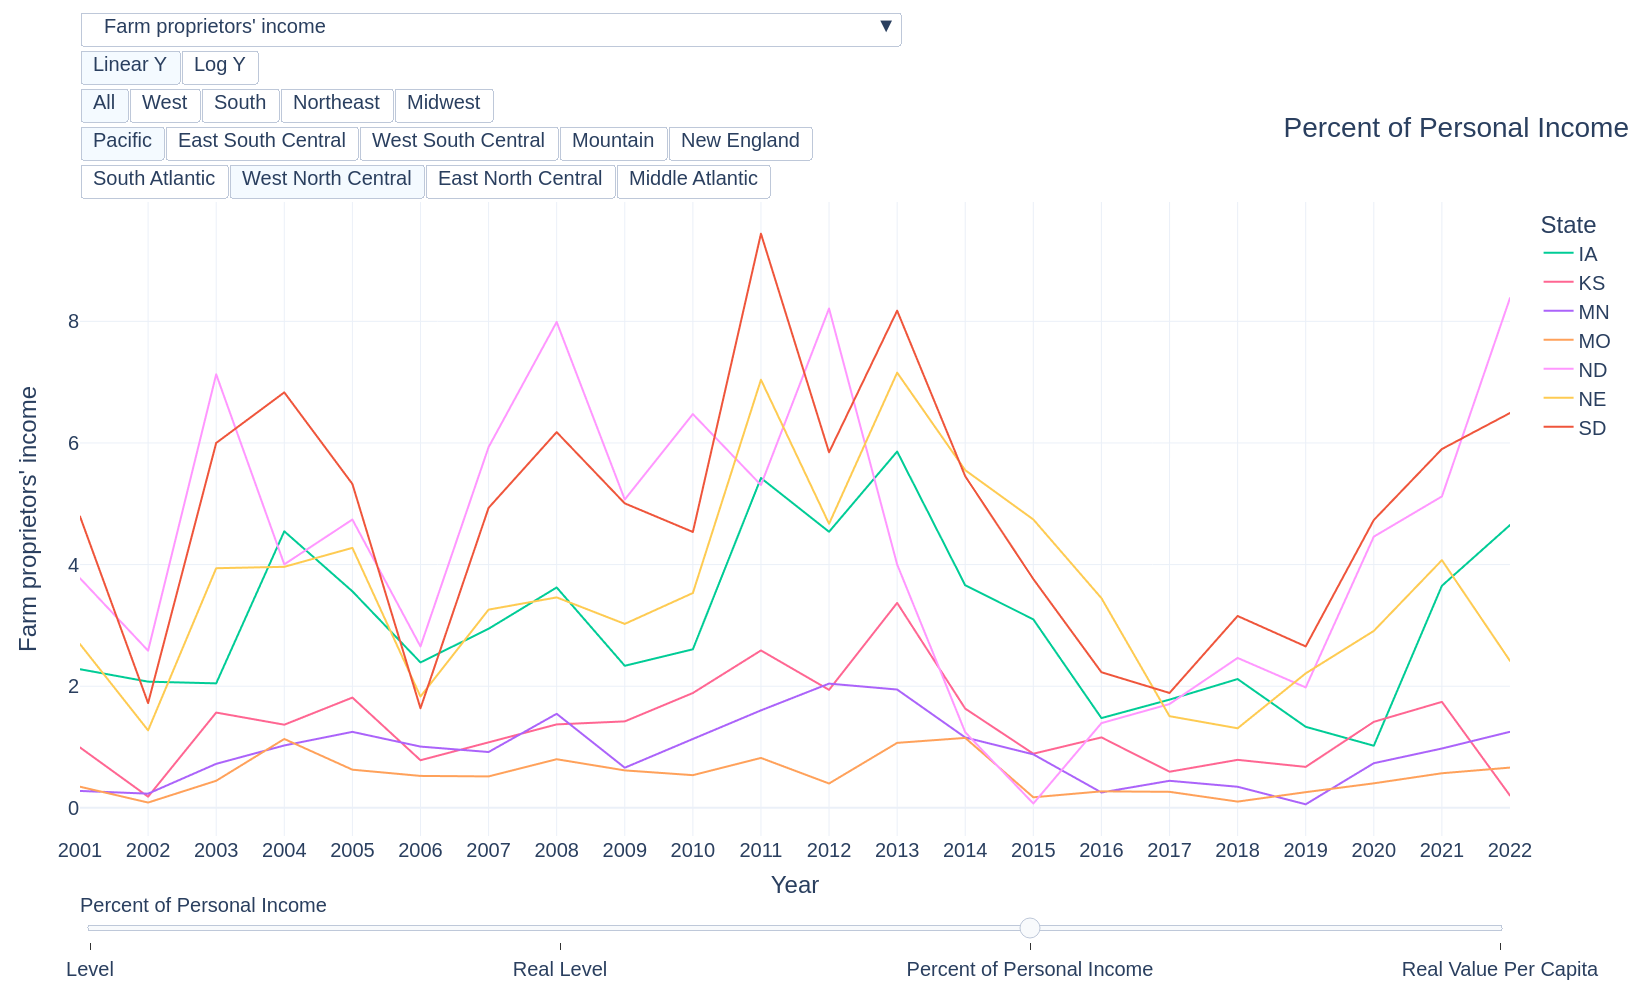 Farm proprietors' income ▼
Linear Y Log Y
All West South Northeast Midwest
Pacific East South Central West South Central Mountain New England
South Atlantic West North Central East North Central Middle Atlantic
Percent of Personal Income
State
IA
KS
MN
MO
ND
NE
SD
Farm proprietors' income
8
6
4
2
0
2001 2002 2003 2004 2005 2006 2007 2008 2009 2010 2011 2012 2013 2014 2015 2016 2017 2018 2019 2020 2021 2022
Year
Percent of Personal Income
Level Real Level Percent of Personal Income Real Value Per Capita